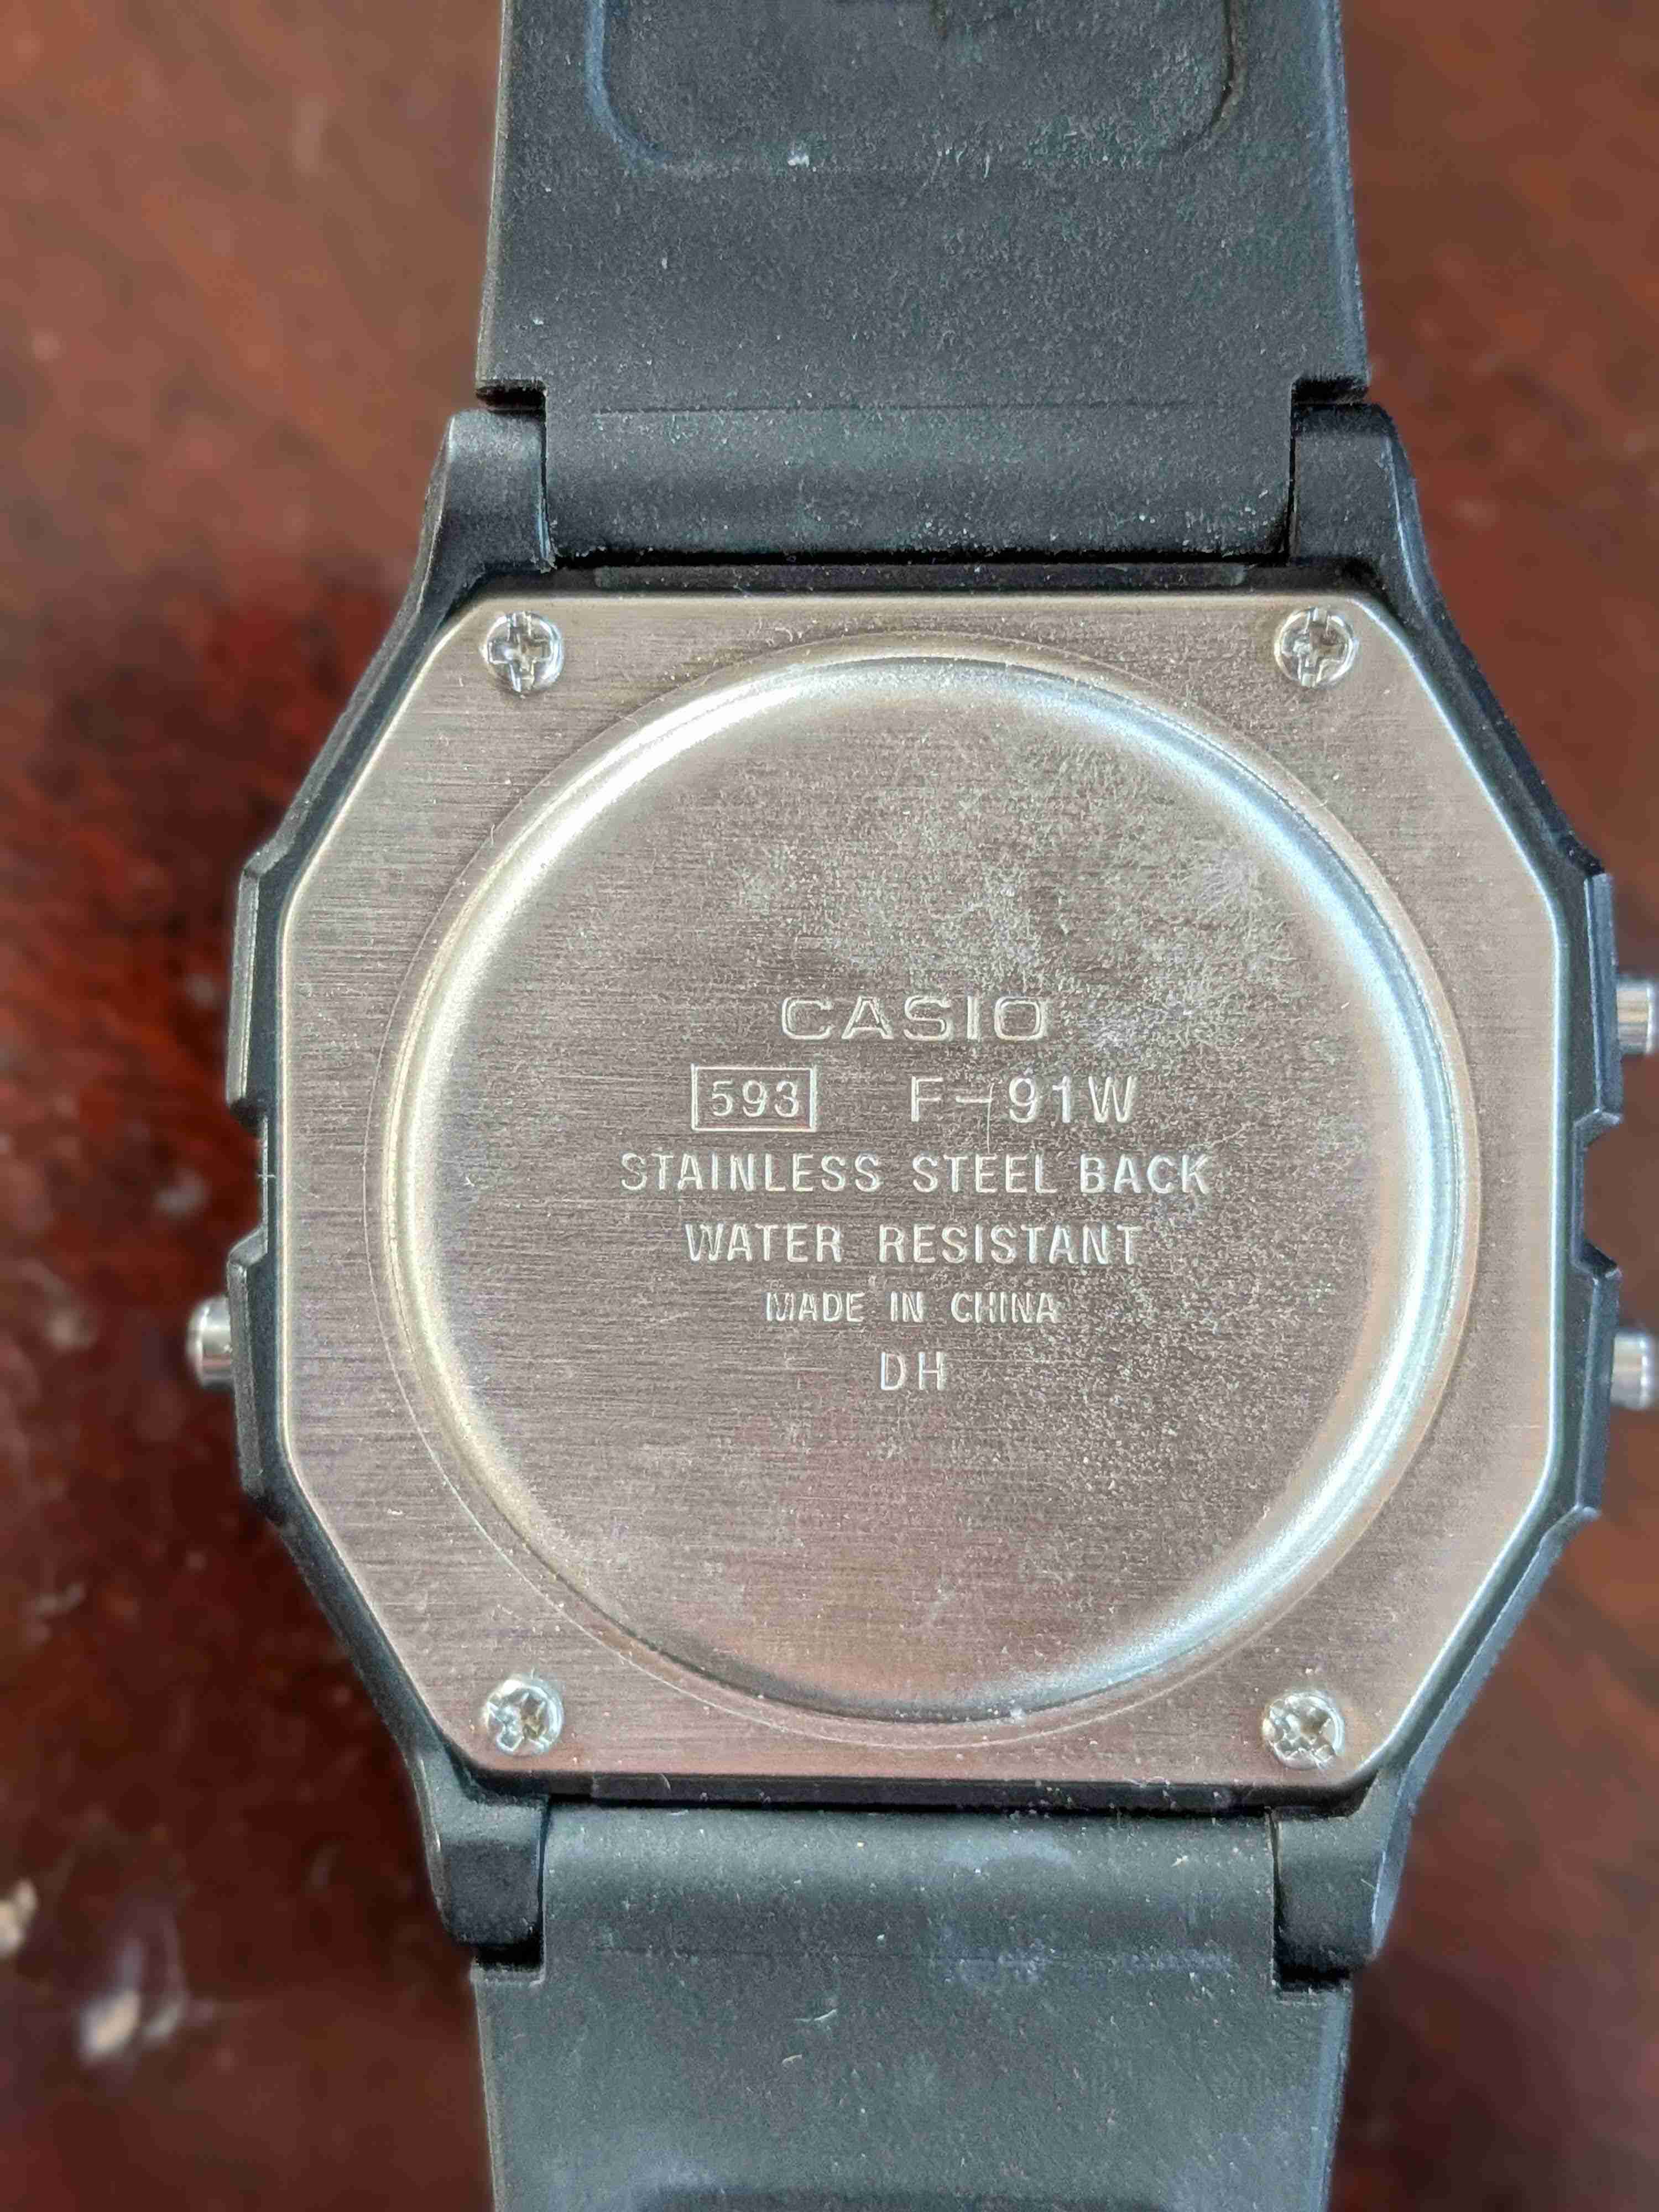 CASIO
593 F-91W
STAINLESS STEEL BACK
WATER RESISTANT
MADE IN CHINA
DH